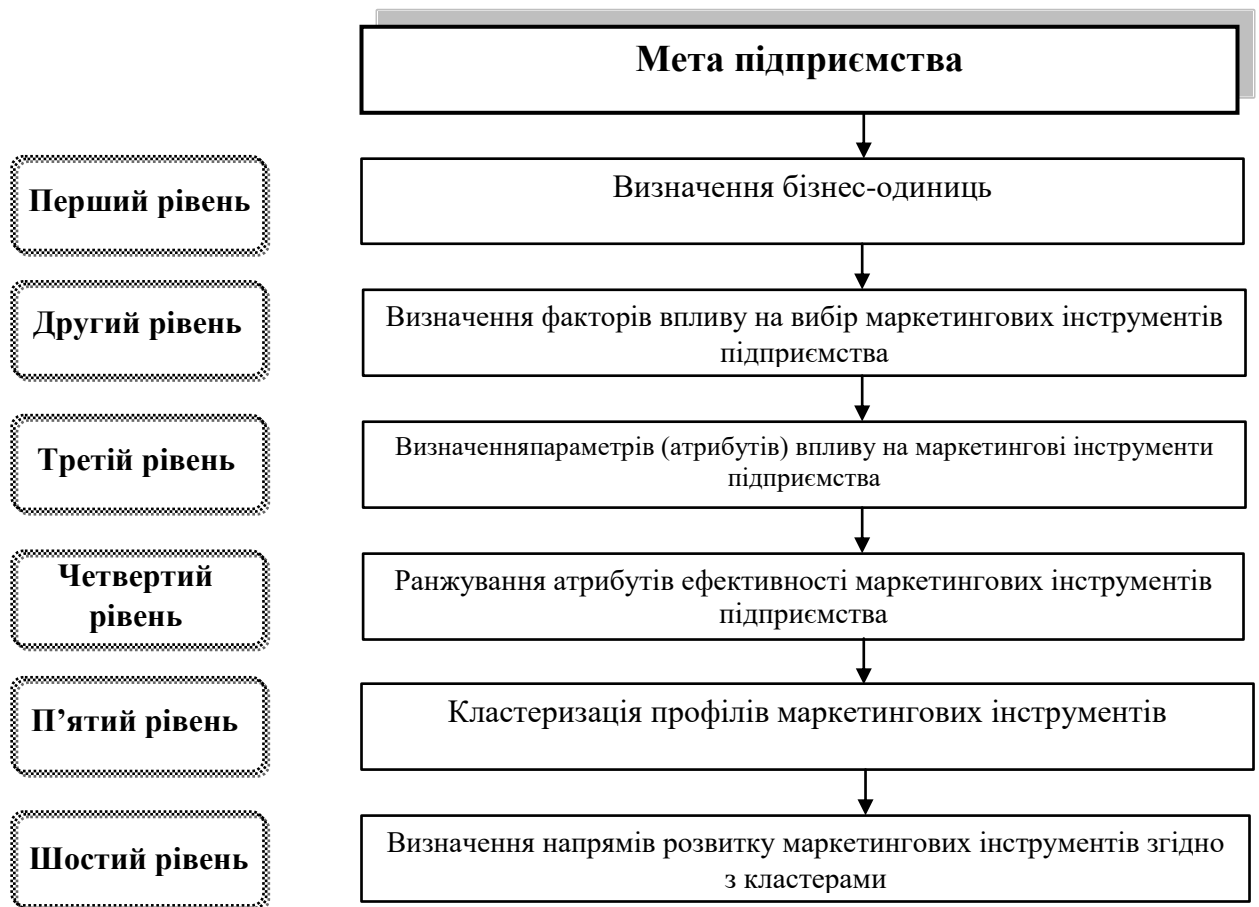 Мета підприємства
Перший рівень
Визначення бізнес-одиниць
Другий рівень
Визначення факторів впливу на вибір маркетингових інструментів
підприємства
Третій рівень
Визначенняпараметрів (атрибутів) впливу на маркетингові інструменти
підприємства
Четвертий
рівень
Ранжування атрибутів ефективності маркетингових інструментів
підприємства
П’ятий рівень
Кластеризація профілів маркетингових інструментів
Шостий рівень
Визначення напрямів розвитку маркетингових інструментів згідно
з кластерами